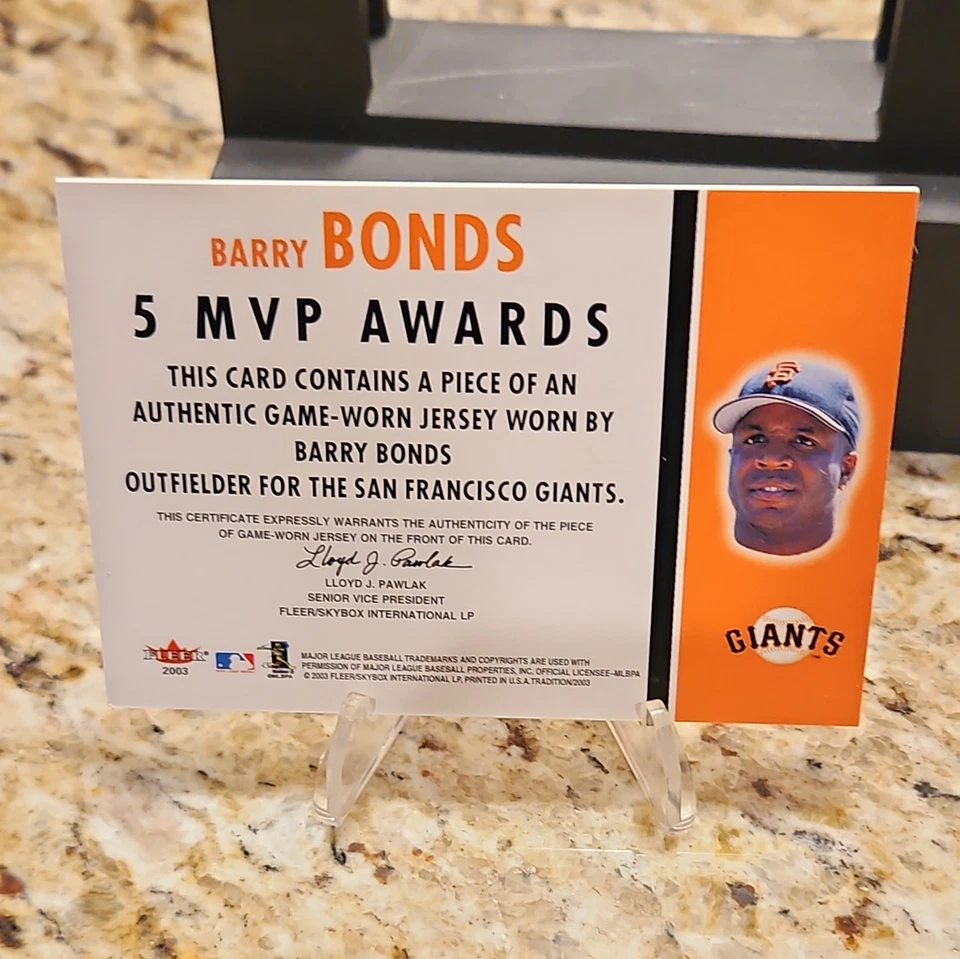 BARRY BONDS
5 MVP AWARDS
THIS CARD CONTAINS A PIECE OF AN
AUTHENTIC GAME-WORN JERSEY WORN BY
BARRY BONDS
OUTFIELDER FOR THE SAN FRANCISCO GIANTS.
THIS CERTIFICATE EXPRESSLY WARRANTS THE AUTHENTICITY OF THE PIECE
OF GAME-WORN JERSEY ON THE FRONT OF THIS CARD.
Lloyd J. Pawlak
LLOYD J. PAWLAK
SENIOR VICE PRESIDENT
FLEER/SKYBOX INTERNATIONAL LP
FLEER®
2003
MAJOR LEAGUE BASEBALL TRADEMARKS AND COPYRIGHTS ARE USED WITH
PERMISSION OF MAJOR LEAGUE BASEBALL PROPERTIES, INC. OFFICIAL LICENSEE–MLBPA
© 2003 FLEER/SKYBOX INTERNATIONAL LP, PRINTED IN U.S.A. TRADITION/2003
SF
GIANTS